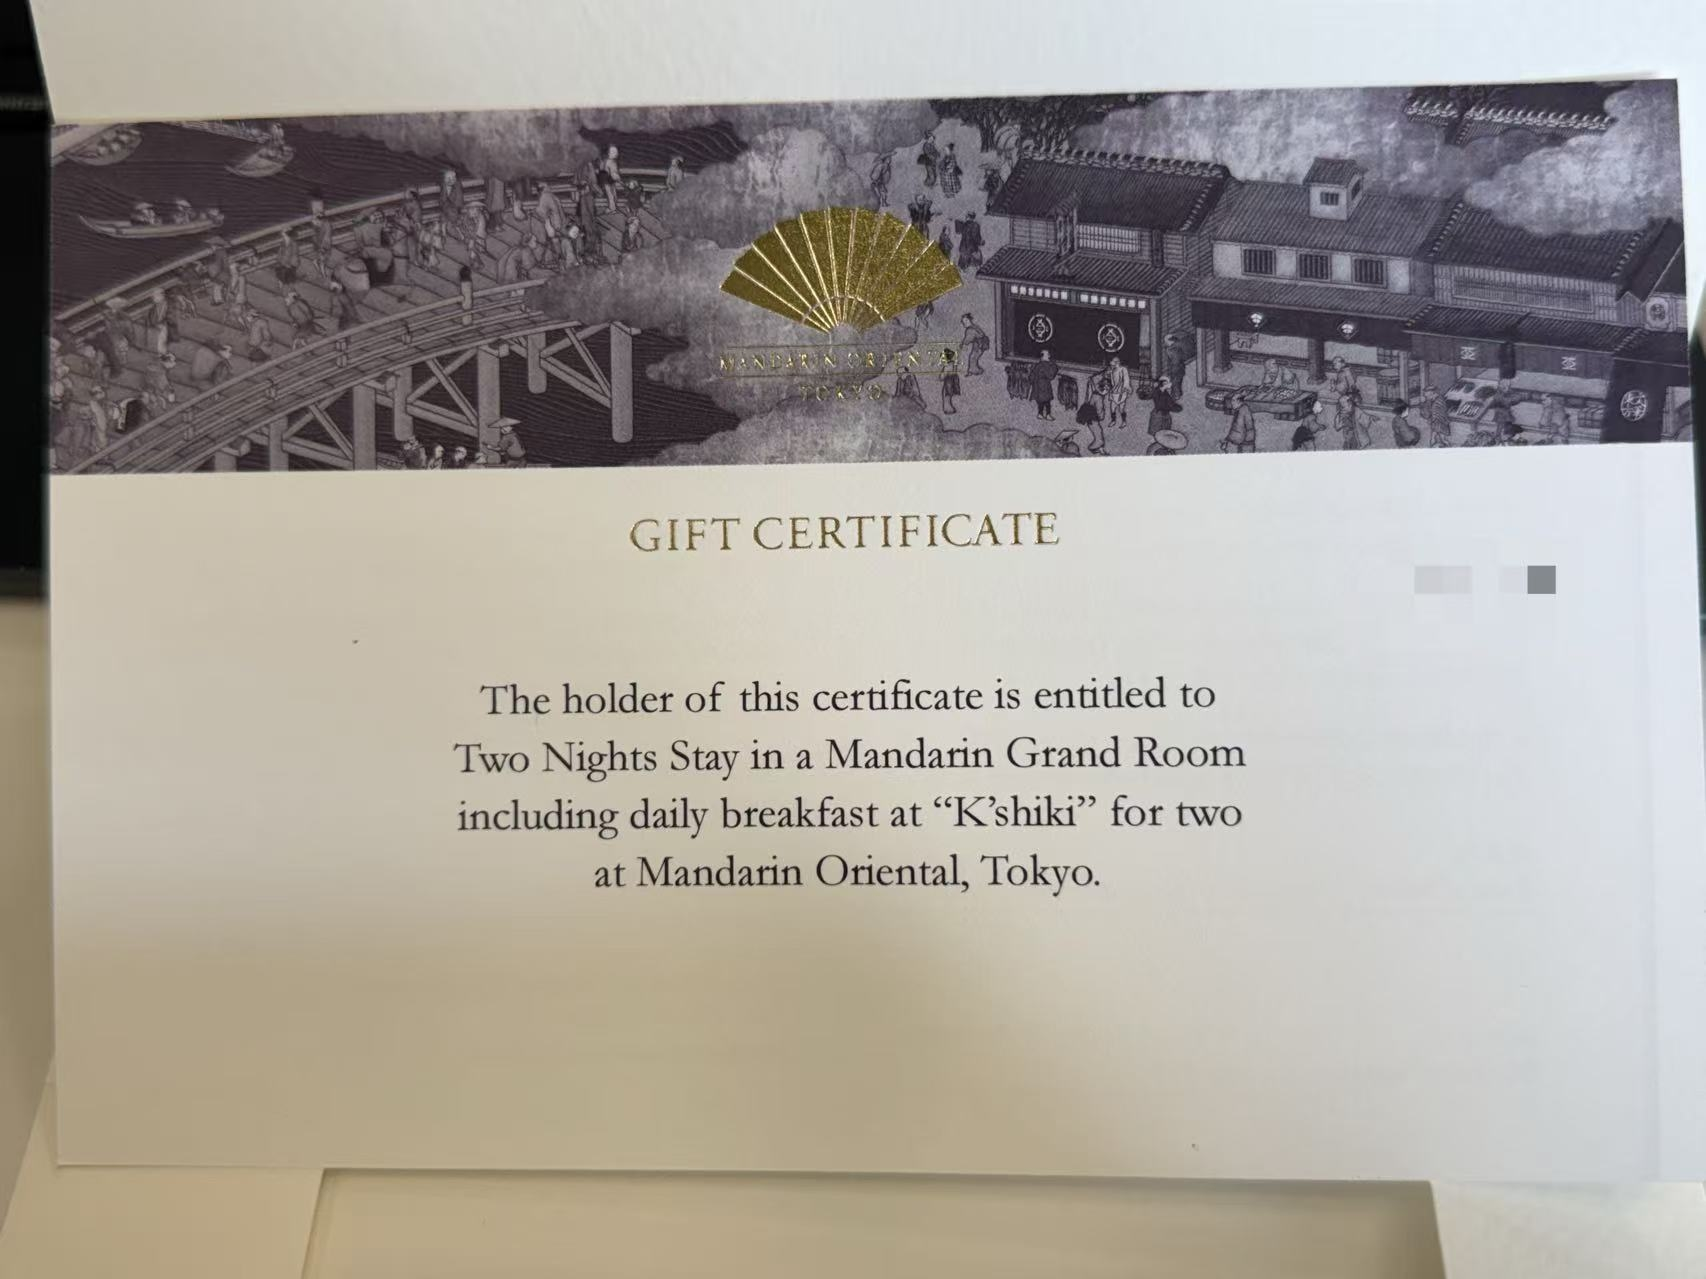 MANDARIN ORIENTAL
TOKYO
GIFT CERTIFICATE
The holder of this certificate is entitled to
Two Nights Stay in a Mandarin Grand Room
including daily breakfast at “K’shiki” for two
at Mandarin Oriental, Tokyo.